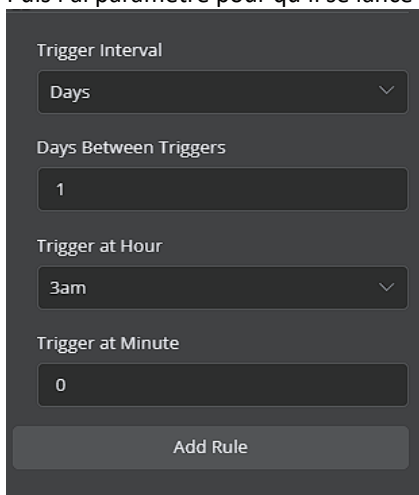 Trigger Interval
Days
Days Between Triggers
1
Trigger at Hour
3am
Trigger at Minute
0
Add Rule